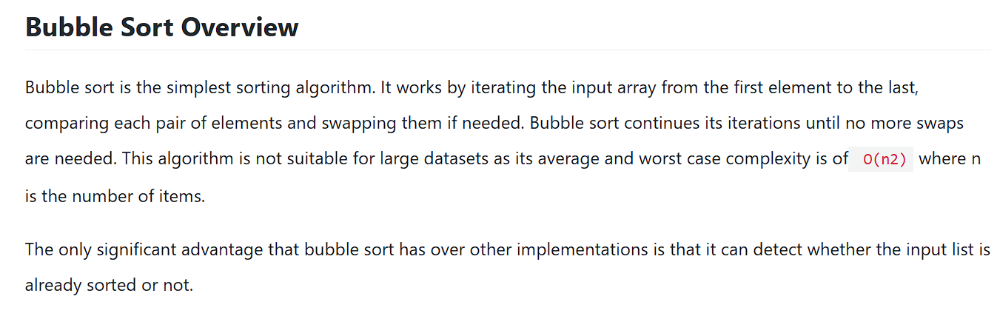 Bubble Sort Overview
Bubble sort is the simplest sorting algorithm. It works by iterating the input array from the first element to the last,
comparing each pair of elements and swapping them if needed. Bubble sort continues its iterations until no more swaps
are needed. This algorithm is not suitable for large datasets as its average and worst case complexity is of O(n2) where n
is the number of items.
The only significant advantage that bubble sort has over other implementations is that it can detect whether the input list is
already sorted or not.